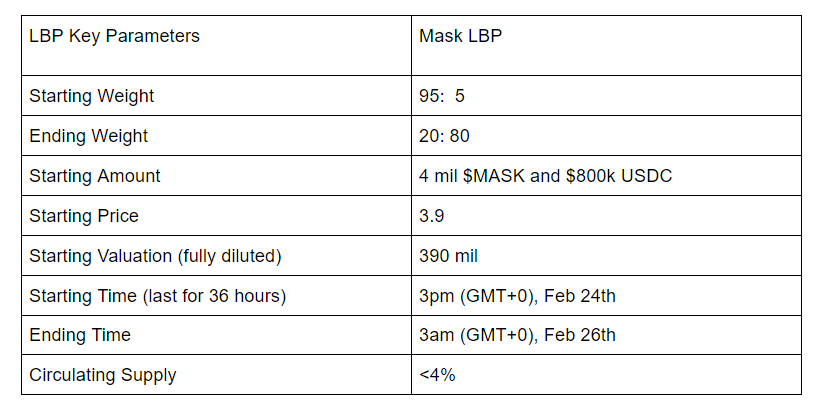 LBP Key Parameters Mask LBP
Starting Weight 95:  5
Ending Weight 20: 80
Starting Amount 4 mil $MASK and $800k USDC
Starting Price 3.9
Starting Valuation (fully diluted) 390 mil
Starting Time (last for 36 hours) 3pm (GMT+0), Feb 24th
Ending Time 3am (GMT+0), Feb 26th
Circulating Supply <4%